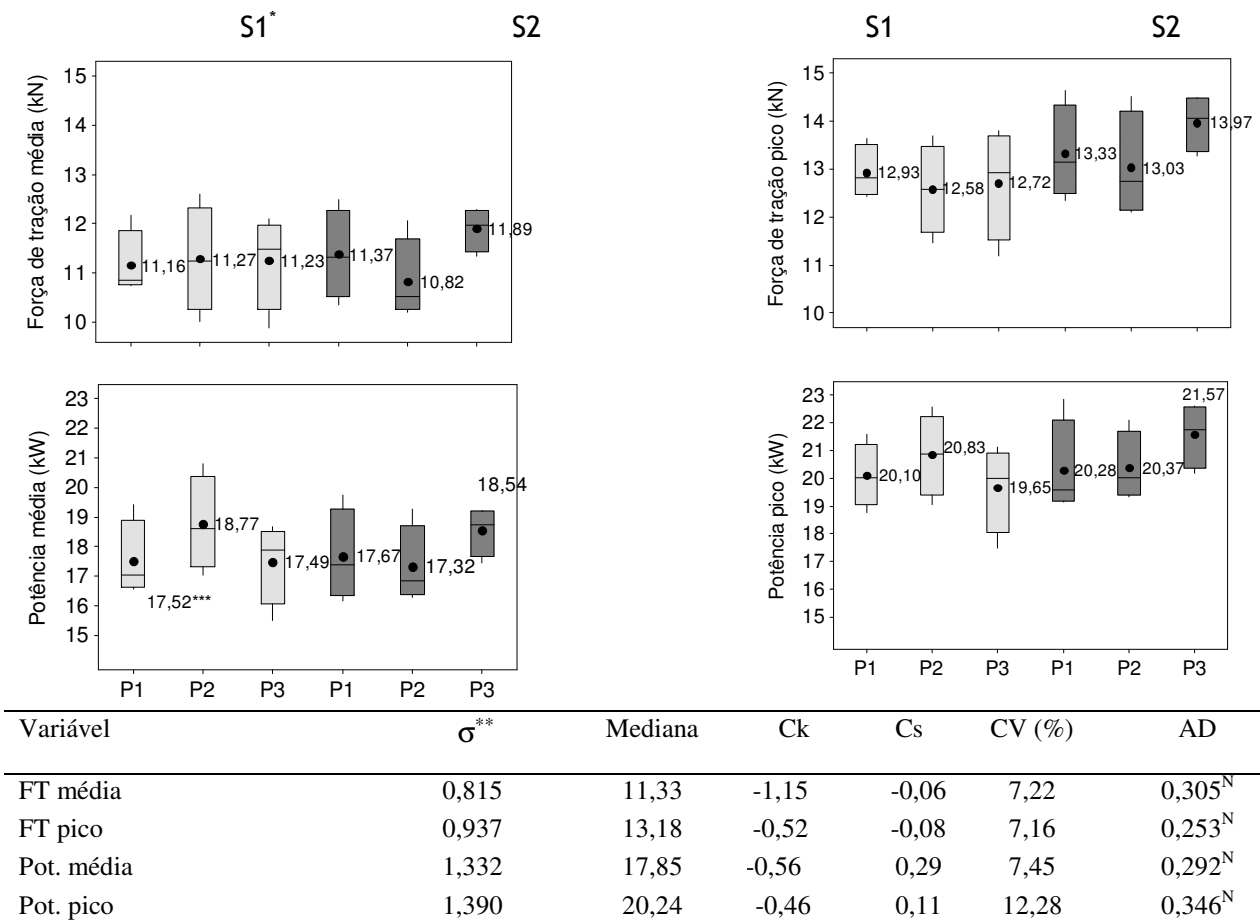 S1* S2 S1 S2
Força de tração média (kN)
15
14
13
12
11
10
11,16 11,27 11,23 11,37 10,82 11,89
Força de tração pico (kN)
15
14
13
12
11
10
12,93 12,58 12,72 13,33 13,03 13,97
Potência média (kW)
23
22
21
20
19
18
17
16
15
17,52*** 18,77 17,49 17,67 17,32 18,54
P1 P2 P3 P1 P2 P3
Potência pico (kW)
23
22
21
20
19
18
17
16
15
20,10 20,83 19,65 20,28 20,37 21,57
P1 P2 P3 P1 P2 P3
Variável σ** Mediana Ck Cs CV (%) AD
FT média 0,815 11,33 -1,15 -0,06 7,22 0,305N
FT pico 0,937 13,18 -0,52 -0,08 7,16 0,253N
Pot. média 1,332 17,85 -0,56 0,29 7,45 0,292N
Pot. pico 1,390 20,24 -0,46 0,11 12,28 0,346N